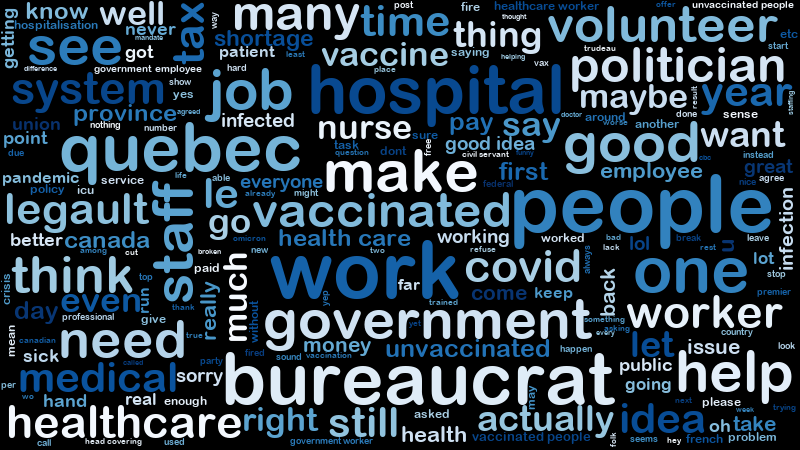 getting know well way many post time fire healthcare worker offer unvaccinated people
hospitalisation never mandate tax thought thing volunteer etc
see got shortage patient least vaccine saying helping trudeau start
difference government employee hard place vax politician
system show yes job hospital maybe result year staffing
union province agreed infected doctor around done sense
point nothing number nurse sure pay say worse another want
due quebec task question dont free good idea civil servant funny good cbc instead
pandemic service life able everyone make first employee nice great
policy icu le already might federal agree
legault staff go vaccinated people infection
better canada omicron health care working worked bad lol break u leave
among cut broken new two refuse lack always rest lot
think top paid work far covid one stop
crisis even run really much without yep trained come keep back premier
day professional thank government yet something worker
mean canadian need give true money every asking country
sick called party fired sound vaccination unvaccinated happen let issue look
per medical sorry bureaucrat public going help
wo hand real enough may next please week trying
healthcare right still asked actually idea oh take
call head covering used government worker health vaccinated people folk seems hey french problem